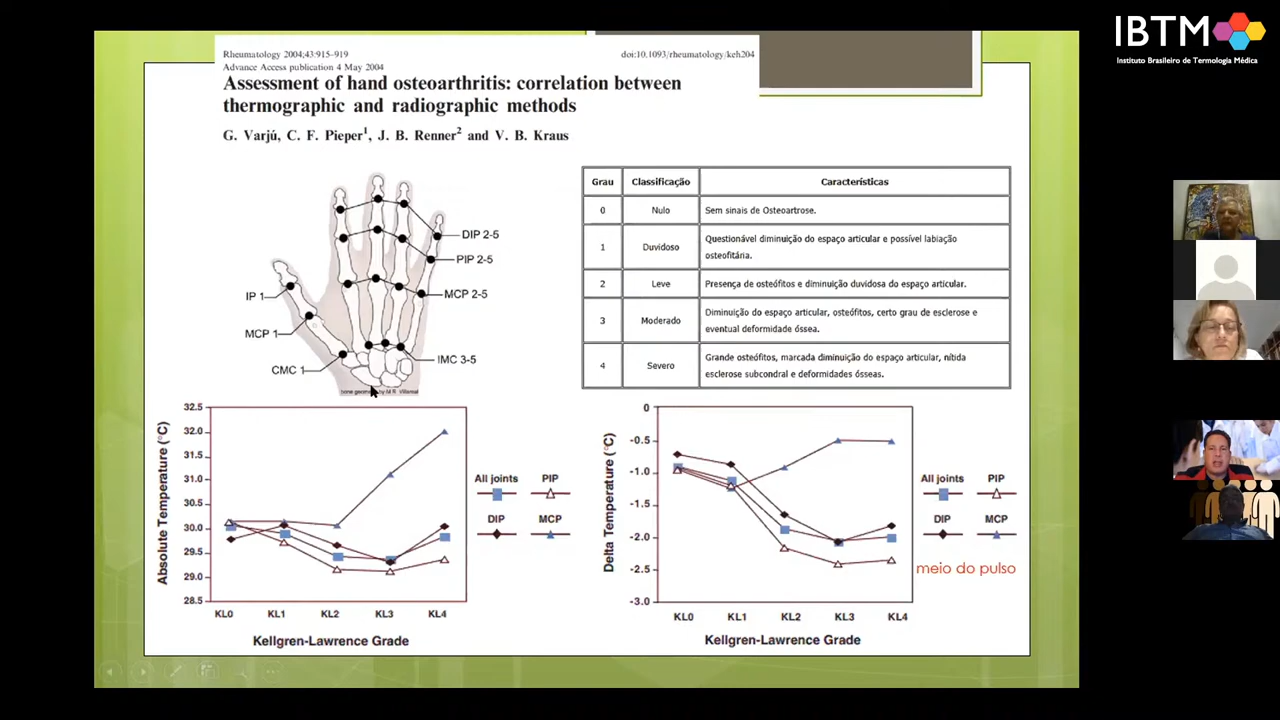 IBTM
Instituto Brasileiro de Termologia Médica
Rheumatology 2004;43:915–919
doi:10.1093/rheumatology/keh204
Advance Access publication 4 May 2004
Assessment of hand osteoarthritis: correlation between
thermographic and radiographic methods
G. Varjú, C. F. Pieper1, J. B. Renner2 and V. B. Kraus
DIP 2-5
PIP 2-5
MCP 2-5
IMC 3-5
IP 1
MCP 1
CMC 1
Grau Classificação Características
0 Nulo Sem sinais de Osteoartrose.
1 Duvidoso Questionável diminuição do espaço articular e possível labiação
osteofitária.
2 Leve Presença de osteófitos e diminuição duvidosa do espaço articular.
3 Moderado Diminuição do espaço articular, osteófitos, certo grau de esclerose e
eventual deformidade óssea.
4 Severo Grande osteófitos, marcada diminuição do espaço articular, nítida
esclerose subcondral e deformidades ósseas.
Absolute Temperature (°C)
32.5
32.0
31.5
31.0
30.5
30.0
29.5
29.0
28.5
KL0 KL1 KL2 KL3 KL4
Kellgren-Lawrence Grade
All joints PIP
DIP MCP
Delta Temperature (°C)
0
-0.5
-1.0
-1.5
-2.0
-2.5
-3.0
KL0 KL1 KL2 KL3 KL4
Kellgren-Lawrence Grade
All joints PIP
DIP MCP
meio do pulso